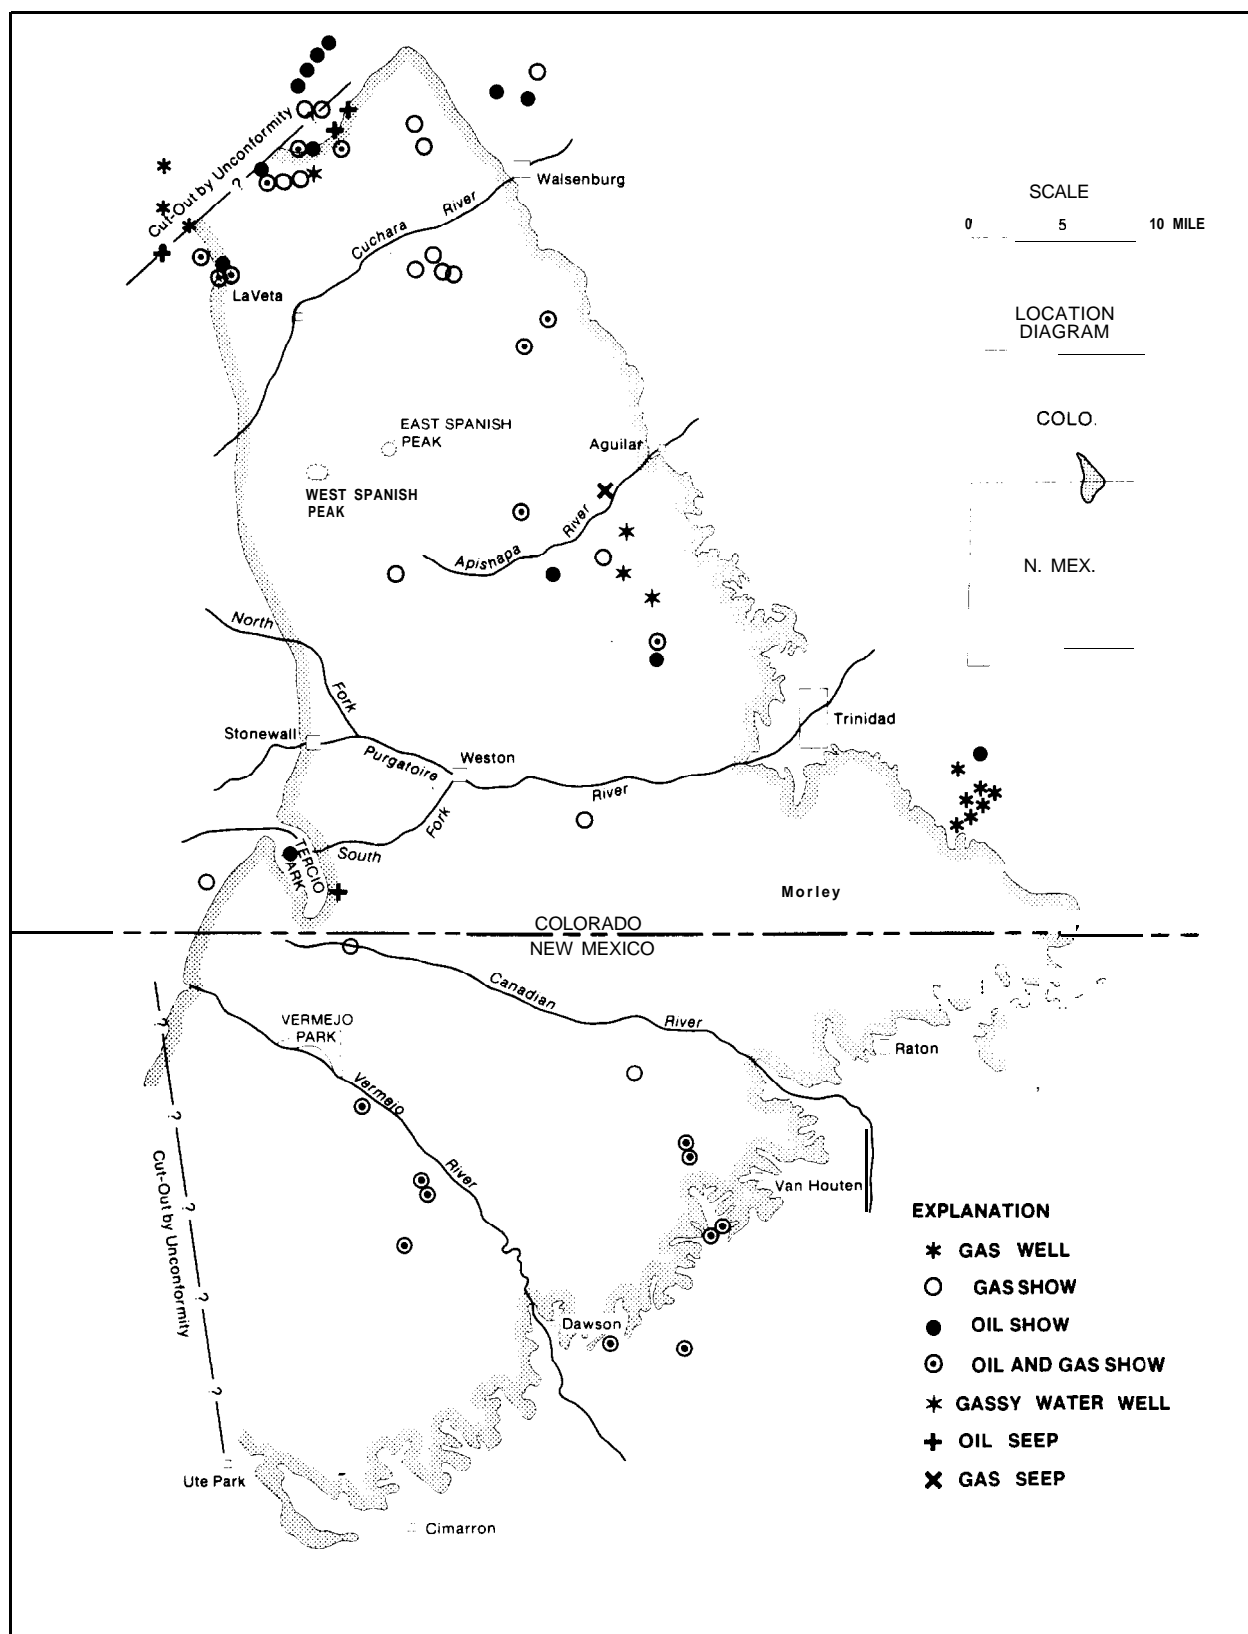 Cut-Out by Unconformity
?
Walsenburg
Cuchara River
LaVeta
SCALE
0 5 10 MILE
LOCATION
DIAGRAM
COLO.
N. MEX.
EAST SPANISH
PEAK
WEST SPANISH
PEAK
Aguilar
Apishapa River
North Fork
Stonewall
Purgatoire River
Weston
Trinidad
South Fork
TERCIO
PARK
Morley
COLORADO
NEW MEXICO
Canadian River
Raton
VERMEJO
PARK
Vermejo River
?
?
Cut-Out by Unconformity
?
?
?
Van Houten
Dawson
Ute Park
Cimarron
EXPLANATION
GAS WELL
GAS SHOW
OIL SHOW
OIL AND GAS SHOW
GASSY WATER WELL
OIL SEEP
GAS SEEP